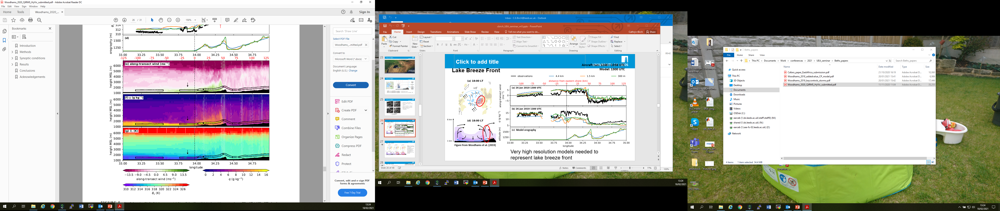 Woodhams_2020_QJRMS_HyVic_submitted.pdf - Adobe Acrobat Reader DC
File Edit View Sign Window Help
Home Tools Woodhams_2020_...
Sign In
26 / 31
150%
Bookmarks
Introduction
Methods
Synoptic conditions
Results
Conclusions
Acknowledgements
314
312
310
(d)
1500
1250
33.00 33.25 33.50 33.75 34.00 34.25 34.50 34.75
-125 -100 -75 -50 -25 0 25 50 75 100 125
(e) along-transect wind (ms⁻¹)
height MSL (m)
6000
5000
4000
3000
2000
1000
(f) q (g kg⁻¹)
height MSL (m)
6000
5000
4000
3000
2000
1000
(g) θᵥ (K)
height MSL (m)
6000
5000
4000
3000
2000
1000
33.00 33.25 33.50 33.75 34.00 34.25 34.50 34.75
longitude
−13.5 −9.0 −4.5 0.0 4.5 9.0 13.5
along-transect wind (ms⁻¹)
0 2 4 6 8 10 12 14 16
q (g kg⁻¹)
310 312 314 316 318 320 322 324 326
θᵥ (K)
Search 'Draw Line'
Select PDF File
Woodhams_...mitted.pdf
Convert to
Microsoft Word (*.docx)
Document Language:
English (U.S.) Change
Convert
Edit PDF
Create PDF
Comment
Combine Files
Organize Pages
Compress PDF
Redact
Protect
Convert, edit and e-sign PDF
forms & agreements
Free 7-Day Trial
13:24
18/02/2021
Inbox - C.E.Birch@leeds.ac.uk - Outlook
cbirch_UEA_seminar_vn5.pptx - PowerPoint
File Home Insert Design Transitions Animations Slide Show Review View Tell me what you want to do...
Cathryn Birch Share
Paste
Cut
Copy
Format Painter
Clipboard
New
Slide
Layout
Reset
Section
Slides
Font
Text Direction
Align Text
Convert to SmartArt
Paragraph
Arrange
Quick
Styles
Shape Fill
Shape Outline
Shape Effects
Drawing
Find
Replace
Select
Editing
00:42
23
24
25
26
27
28
Click to add title
Aircraft run: 1248–1358 UTC
Model: 1300 UTC
Lake Breeze Front
(a) 18:00 LT
(d) 18:00 LT
6 km
1 km
Figure from Woodhams et al. (2019)
observations 4.4 km 1.5 km 300 m
distance from eastern shore (km)
-100 -75 -50 -25 0 25 50 75 100 125
(a) 26 Jan 2019 1300 UTC
along-transect wind
(ms⁻¹)
5
0
−5
(b) 26 Jan 2019 1300 UTC
q (g kg⁻¹)
15
10
5
(c) Model orography
altitude (m)
1500
1250
33.00 33.25 33.50 33.75 34.00 34.25 34.50 34.75 35.00
longitude
Very high resolution models needed to
represent lake breeze front
Slide 26 of 48
Notes Comments
77%
100%
13:24
18/02/2021
Recycle Bin
granny
Outlook 2016
VLC media
player
Skype
Microsoft
Teams
photobook
Picture1.png
Beths_papers
File Home Share View
This PC Documents Work conferences 2021 UEA_seminar Beths_papers
Search Beths_papers
Quick access
This PC
3D Objects
Desktop
Documents
Downloads
Music
Pictures
Videos
OSDisk (C:)
earceb (\\ds.leeds.ac.uk\staff\staff9) (M:)
shared (\\ds.leeds.ac.uk) (N:)
earceb (\\see-fs-02.leeds.ac.uk) (Z:)
Network
Name Date modified Type Size
Cafaro_paper_EastAfrica_submission.pdf 21/10/2020 16:19 Adobe Acrobat D... 10,060
Woodhams_2018_addedvalue_CP_model.pdf 20/01/2021 15:41 Adobe Acrobat D... 6,986
Woodhams_2019_keycontrols_storms.pdf 20/01/2021 15:42 Adobe Acrobat D... 17,446
Woodhams_2020_QJRMS_HyVic_submitted.pdf 11/11/2020 11:04 Adobe Acrobat D... 35,255
4 items 1 item selected 34.4 MB
13:24
18/02/2021